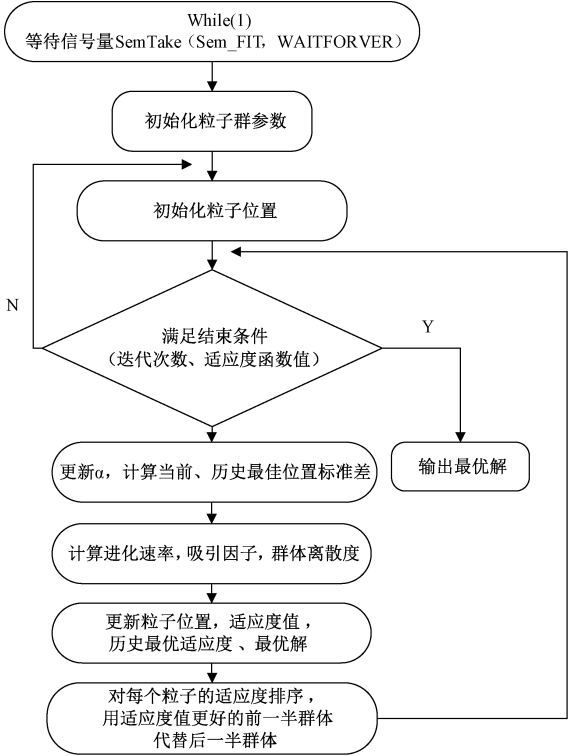 While(1)
等待信号量SemTake（Sem_FIT，WAITFORVER）
初始化粒子群参数
初始化粒子位置
N
Y
满足结束条件
（迭代次数、适应度函数值）
更新α，计算当前、历史最佳位置标准差
输出最优解
计算进化速率，吸引因子，群体离散度
更新粒子位置，适应度值，
历史最优适应度、最优解
对每个粒子的适应度排序，
用适应度值更好的前一半群体
代替后一半群体